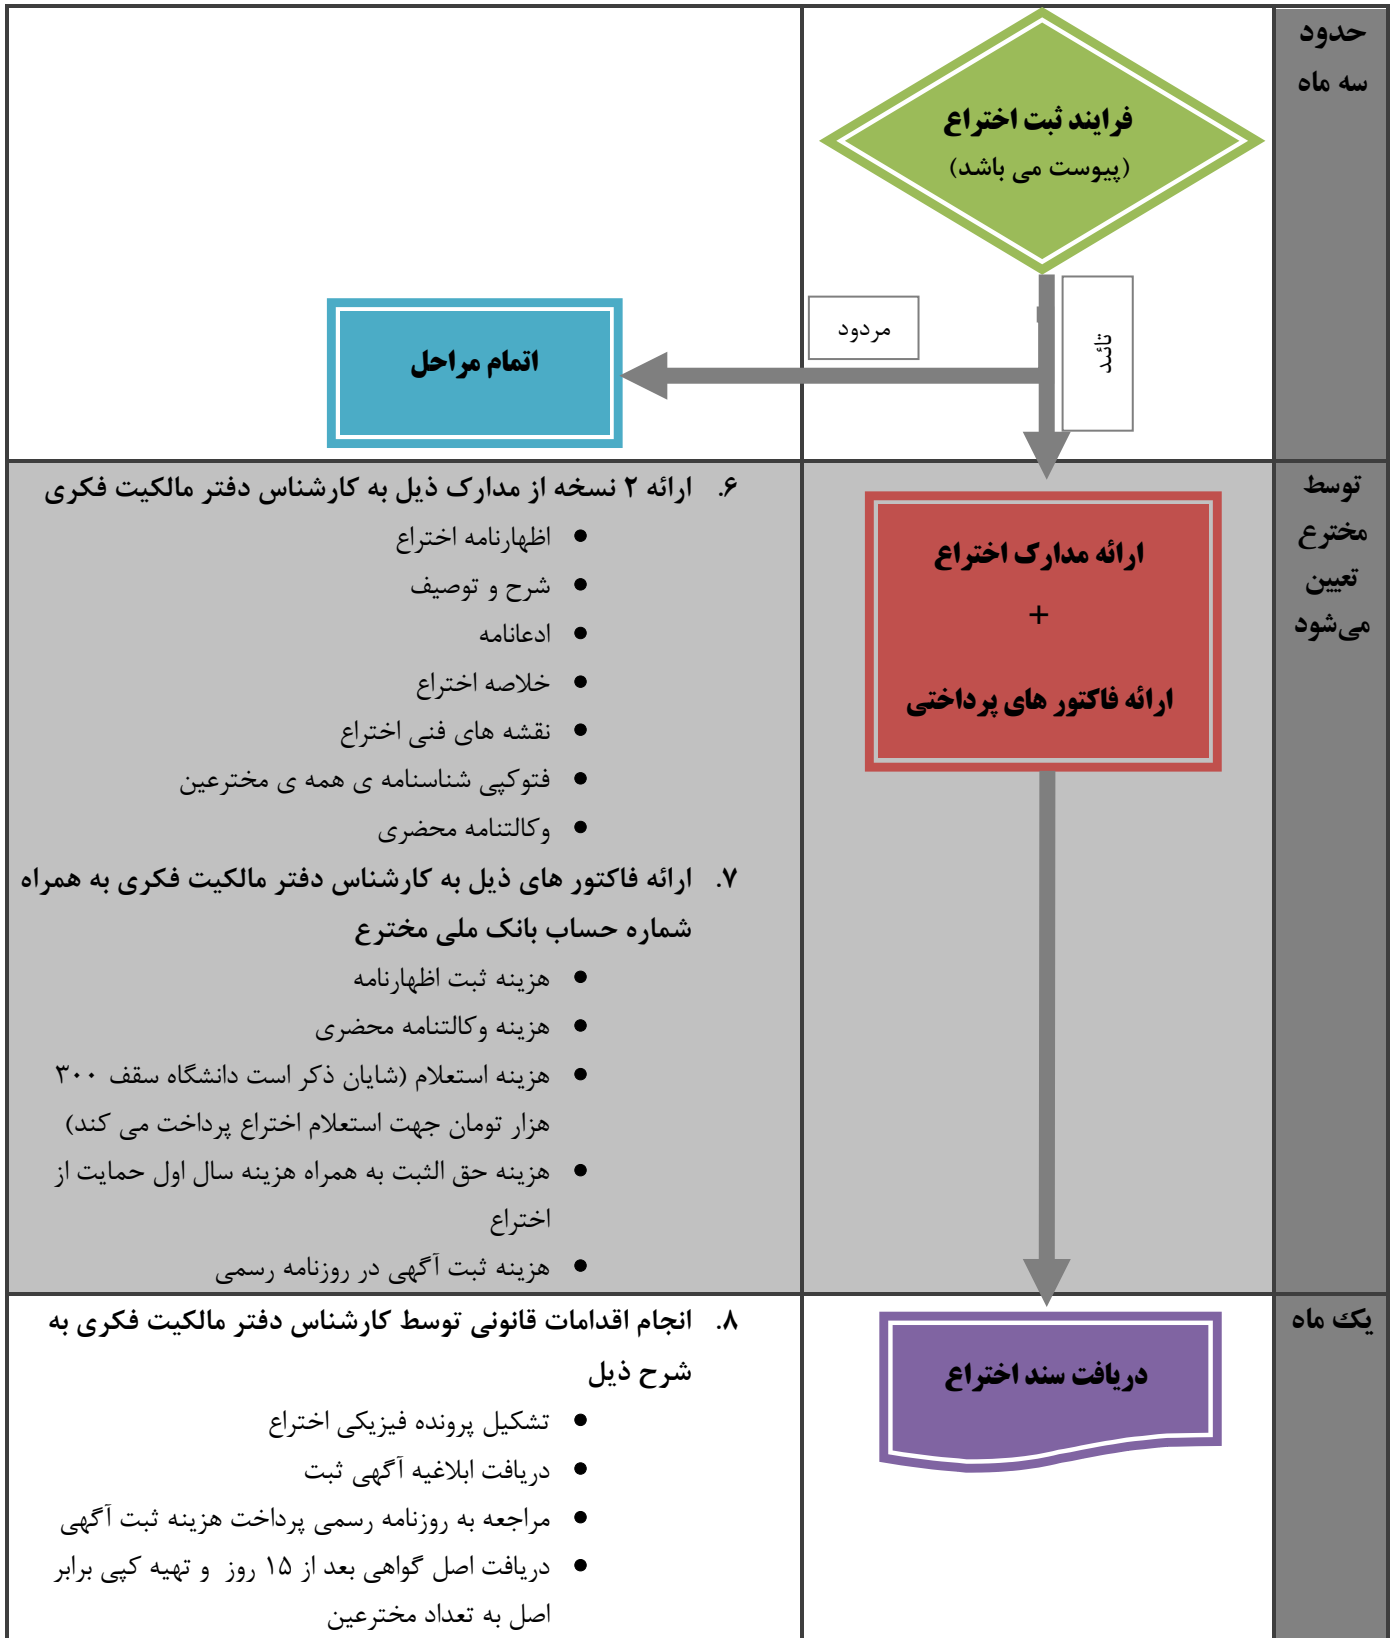 حدود
سه ماه
فرایند ثبت اختراع
(پیوست می باشد)
تائید
مردود
اتمام مراحل
توسط
مخترع
تعیین
می‌شود
ارائه مدارک اختراع
+
ارائه فاکتور های پرداختی
۶. ارائه ۲ نسخه از مدارک ذیل به کارشناس دفتر مالکیت فکری
● اظهارنامه اختراع
● شرح و توصیف
● ادعانامه
● خلاصه اختراع
● نقشه های فنی اختراع
● فتوکپی شناسنامه ی همه ی مخترعین
● وکالتنامه محضری
۷. ارائه فاکتور های ذیل به کارشناس دفتر مالکیت فکری به همراه
شماره حساب بانک ملی مخترع
● هزینه ثبت اظهارنامه
● هزینه وکالتنامه محضری
● هزینه استعلام (شایان ذکر است دانشگاه سقف ۳۰۰
هزار تومان جهت استعلام اختراع پرداخت می کند)
● هزینه حق الثبت به همراه هزینه سال اول حمایت از
اختراع
● هزینه ثبت آگهی در روزنامه رسمی
یک ماه
دریافت سند اختراع
۸. انجام اقدامات قانونی توسط کارشناس دفتر مالکیت فکری به
شرح ذیل
● تشکیل پرونده فیزیکی اختراع
● دریافت ابلاغیه آگهی ثبت
● مراجعه به روزنامه رسمی پرداخت هزینه ثبت آگهی
● دریافت اصل گواهی بعد از ۱۵ روز و تهیه کپی برابر
اصل به تعداد مخترعین